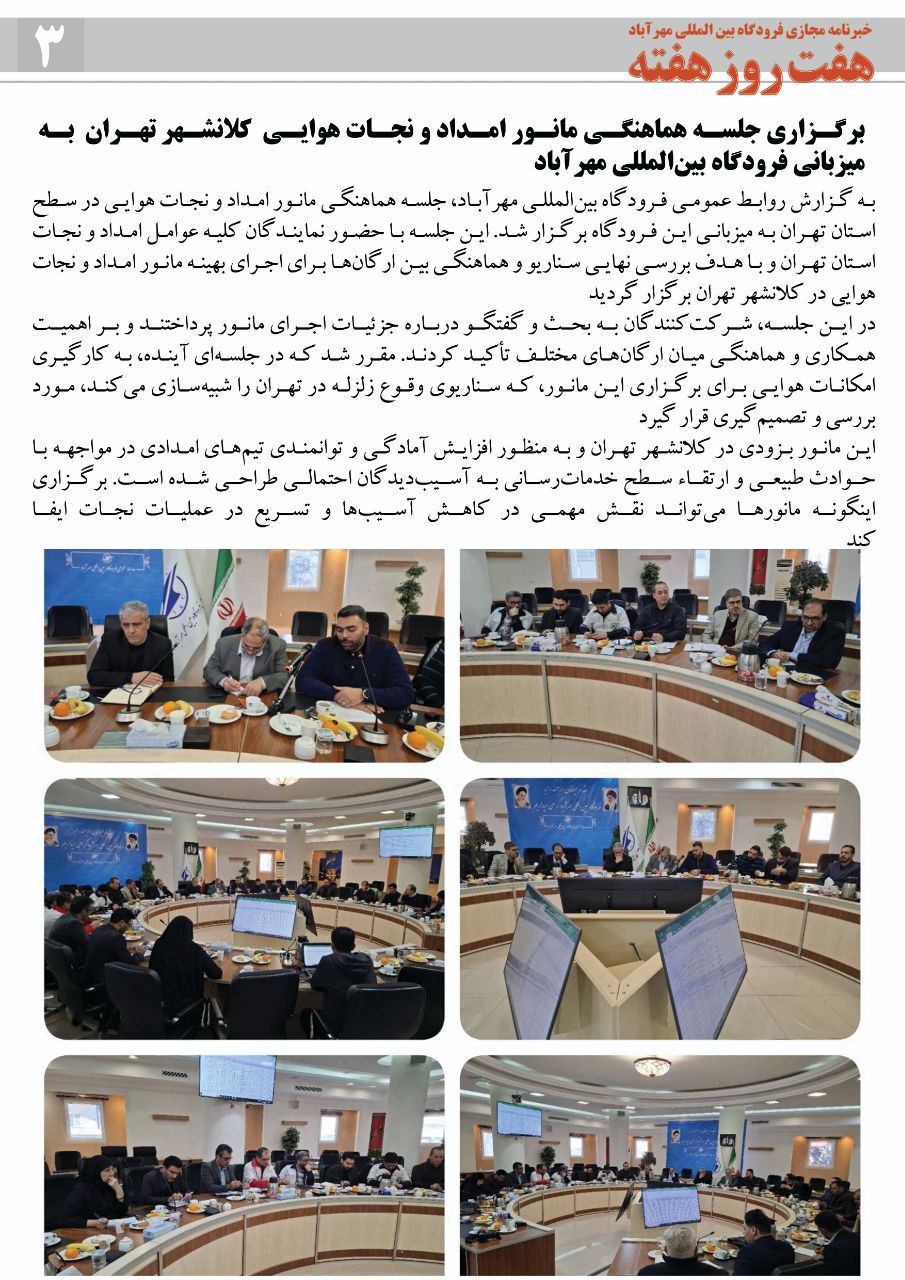 خبرنامه مجازی فرودگاه بین المللی مهرآباد
هفت روز هفته
۳
برگزاری جلسه هماهنگی مانور امداد و نجات هوایی کلانشهر تهران به
میزبانی فرودگاه بین‌المللی مهرآباد
به گزارش روابط عمومی فرودگاه بین‌المللی مهرآباد، جلسه هماهنگی مانور امداد و نجات هوایی در سطح
استان تهران به میزبانی این فرودگاه برگزار شد. این جلسه با حضور نمایندگان کلیه عوامل امداد و نجات
استان تهران و با هدف بررسی نهایی سناریو و هماهنگی بین ارگان‌ها برای اجرای بهینه مانور امداد و نجات
هوایی در کلانشهر تهران برگزار گردید
در این جلسه، شرکت‌کنندگان به بحث و گفتگو درباره جزئیات اجرای مانور پرداختند و بر اهمیت
همکاری و هماهنگی میان ارگان‌های مختلف تأکید کردند. مقرر شد که در جلسه‌ای آینده، به کارگیری
امکانات هوایی برای برگزاری این مانور، که سناریوی وقوع زلزله در تهران را شبیه‌سازی می‌کند، مورد
بررسی و تصمیم‌گیری قرار گیرد
این مانور بزودی در کلانشهر تهران و به منظور افزایش آمادگی و توانمندی تیم‌های امدادی در مواجهه با
حوادث طبیعی و ارتقاء سطح خدمات‌رسانی به آسیب‌دیدگان احتمالی طراحی شده است. برگزاری
اینگونه مانورها می‌تواند نقش مهمی در کاهش آسیب‌ها و تسریع در عملیات نجات ایفا
کند